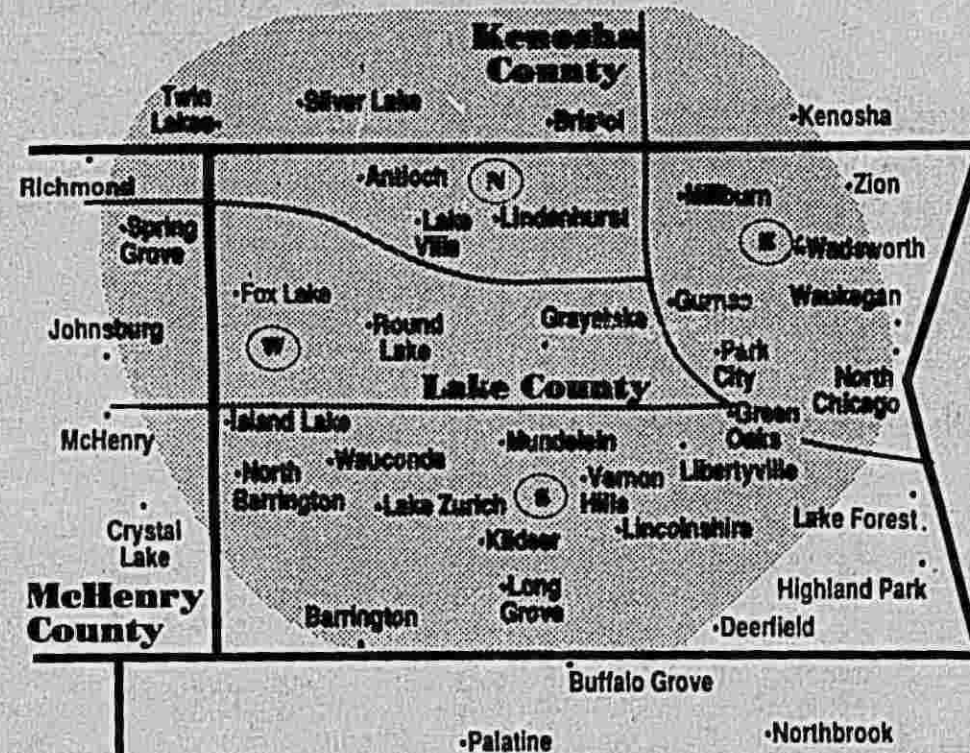 Kenosha
County
Twin
Lakes
Silver Lake
Bristol
Kenosha
Richmond
Antioch
N
Millburn
Zion
Spring
Grove
Lake
Villa
Lindenhurst
E
Wadsworth
Fox Lake
Gurnee
Waukegan
Johnsburg
W
Round
Lake
Grayslake
Park
City
North
Chicago
Lake County
McHenry
Island Lake
Mundelein
Green
Oaks
North
Barrington
Wauconda
Vernon
Hills
Libertyville
Lake Zurich
S
Lincolnshire
Lake Forest
Crystal
Lake
Kildeer
McHenry
County
Long
Grove
Highland Park
Barrington
Deerfield
Buffalo Grove
Palatine
Northbrook